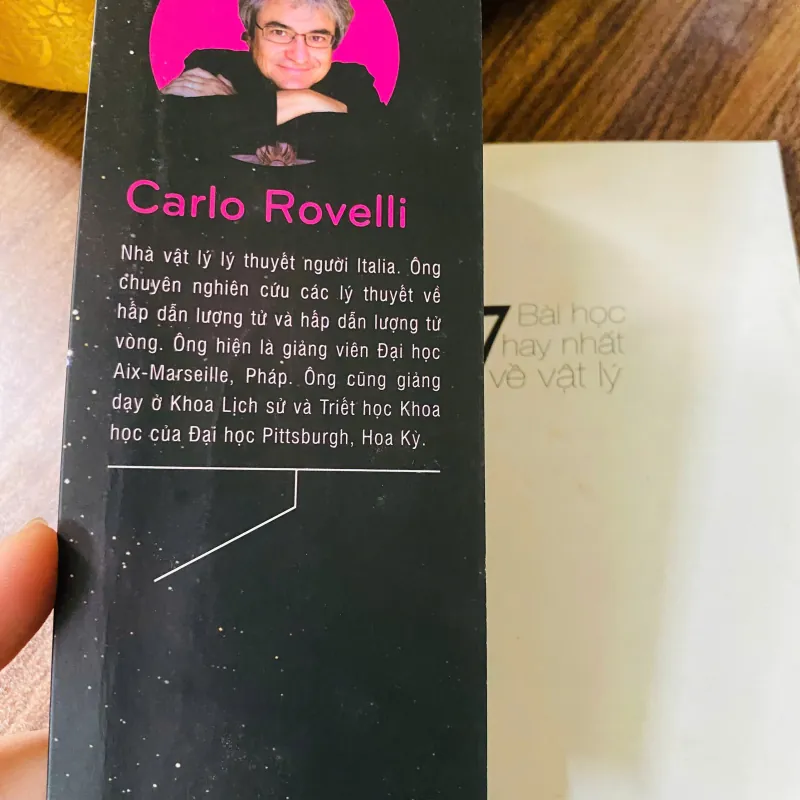 Carlo Rovelli
Nhà vật lý lý thuyết người Italia. Ông
chuyên nghiên cứu các lý thuyết về
hấp dẫn lượng tử và hấp dẫn lượng tử
vòng. Ông hiện là giảng viên Đại học
Aix-Marseille, Pháp. Ông cũng giảng
dạy ở Khoa Lịch sử và Triết học Khoa
học của Đại học Pittsburgh, Hoa Kỳ.
7 Bài học
hay nhất
về vật lý